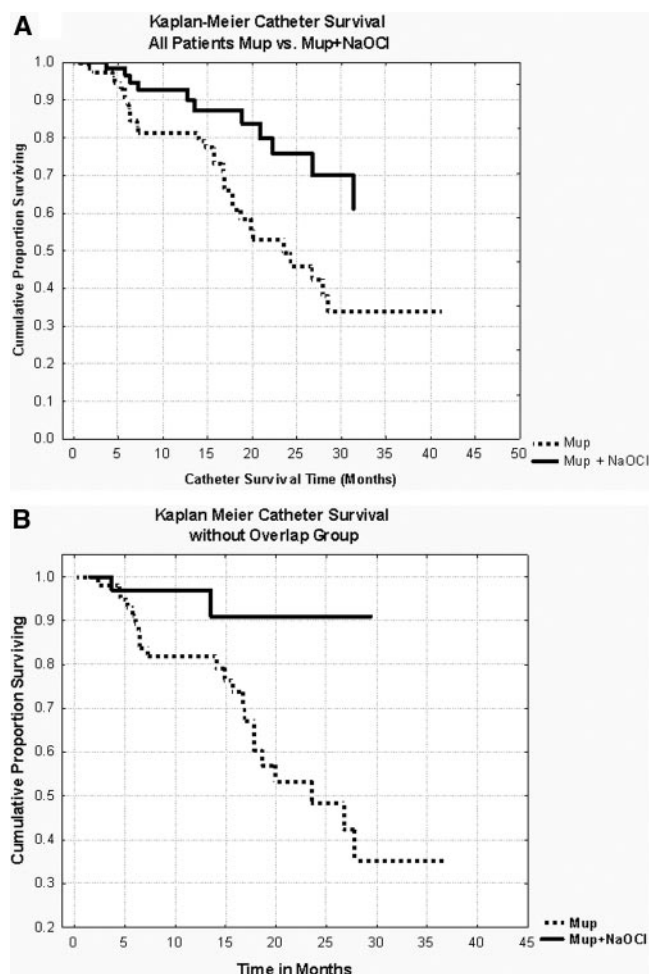 A
Kaplan-Meier Catheter Survival
All Patients Mup vs. Mup+NaOCl
Cumulative Proportion Surviving
1.0
0.9
0.8
0.7
0.6
0.5
0.4
0.3
0.2
0.1
0.0
0 5 10 15 20 25 30 35 40 45 50
Catheter Survival Time (Months)
Mup
Mup + NaOCl
B
Kaplan Meier Catheter Survival
without Overlap Group
Cumulative Proportion Surviving
1.0
0.9
0.8
0.7
0.6
0.5
0.4
0.3
0.2
0 5 10 15 20 25 30 35 40 45
Time in Months
Mup
Mup+NaOCl